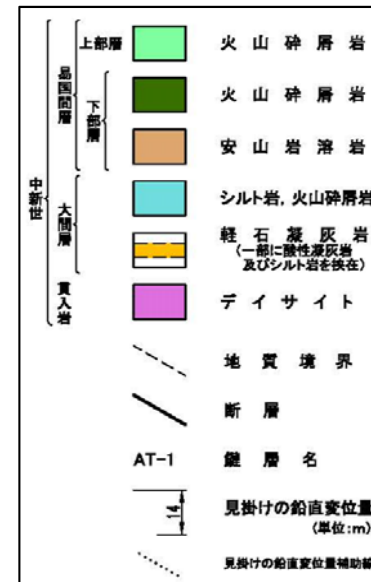 中新世
易国間層
上部層
火山砕屑岩
下部層
火山砕屑岩
安山岩溶岩
大間層
シルト岩，火山砕屑岩
軽石凝灰岩
(一部に酸性凝灰岩
及びシルト岩を挟在)
貫入岩
デイサイト
地質境界
断層
AT-1 鍵層名
14
見掛けの鉛直変位量
(単位:m)
見掛けの鉛直変位量補助線